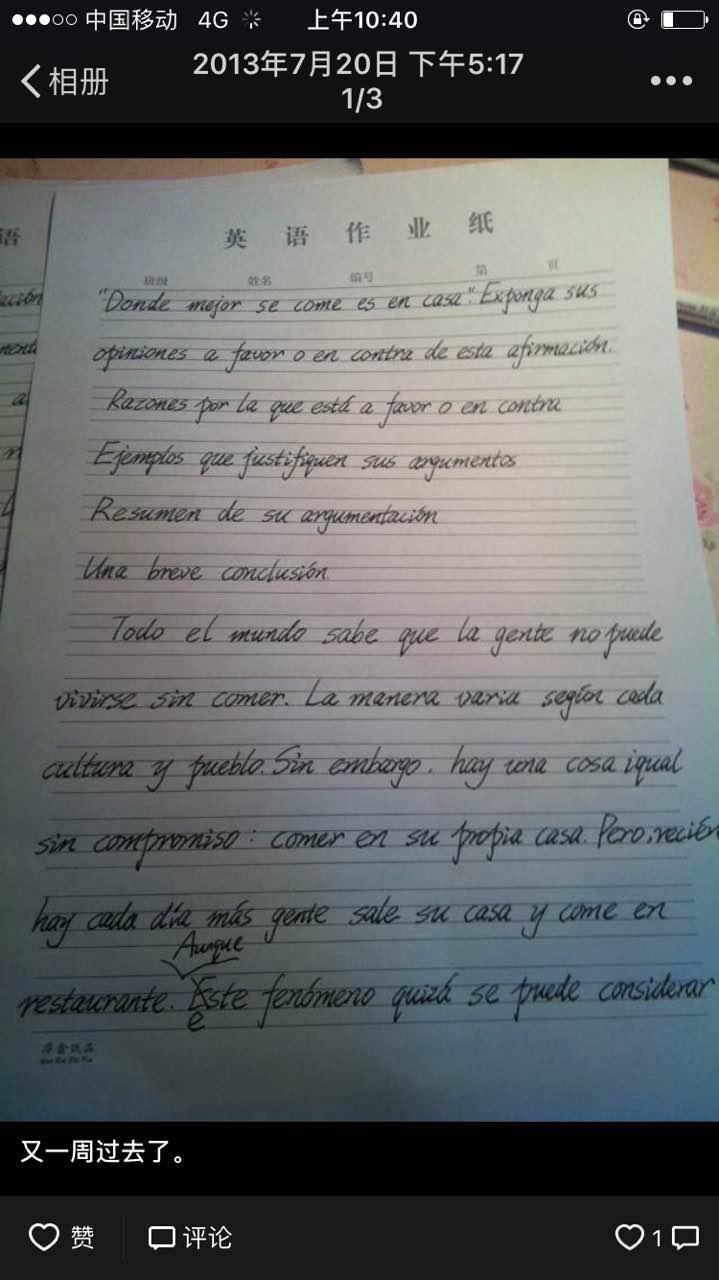 中国移动 4G 上午10:40
相册 2013年7月20日 下午5:17
1/3
英语作业纸
班级 姓名 编号 第 页
"Donde mejor se come es en casa". Exponga sus
opiniones a favor o en contra de esta afirmación.
Razones por la que está a favor o en contra
Ejemplos que justifiquen sus argumentos
Resumen de su argumentación
Una breve conclusión
Todo el mundo sabe que la gente no puede
vivirse sin comer. La manera varia según cada
cultura y pueblo. Sin embargo, hay una cosa igual
sin compromiso: comer en su propia casa. Pero, recién
hay cada día más gente sale su casa y come en
Aunque
restaurante. Este fenómeno quizá se puede considerar
e
语
ación
a
又一周过去了。
赞 评论 1